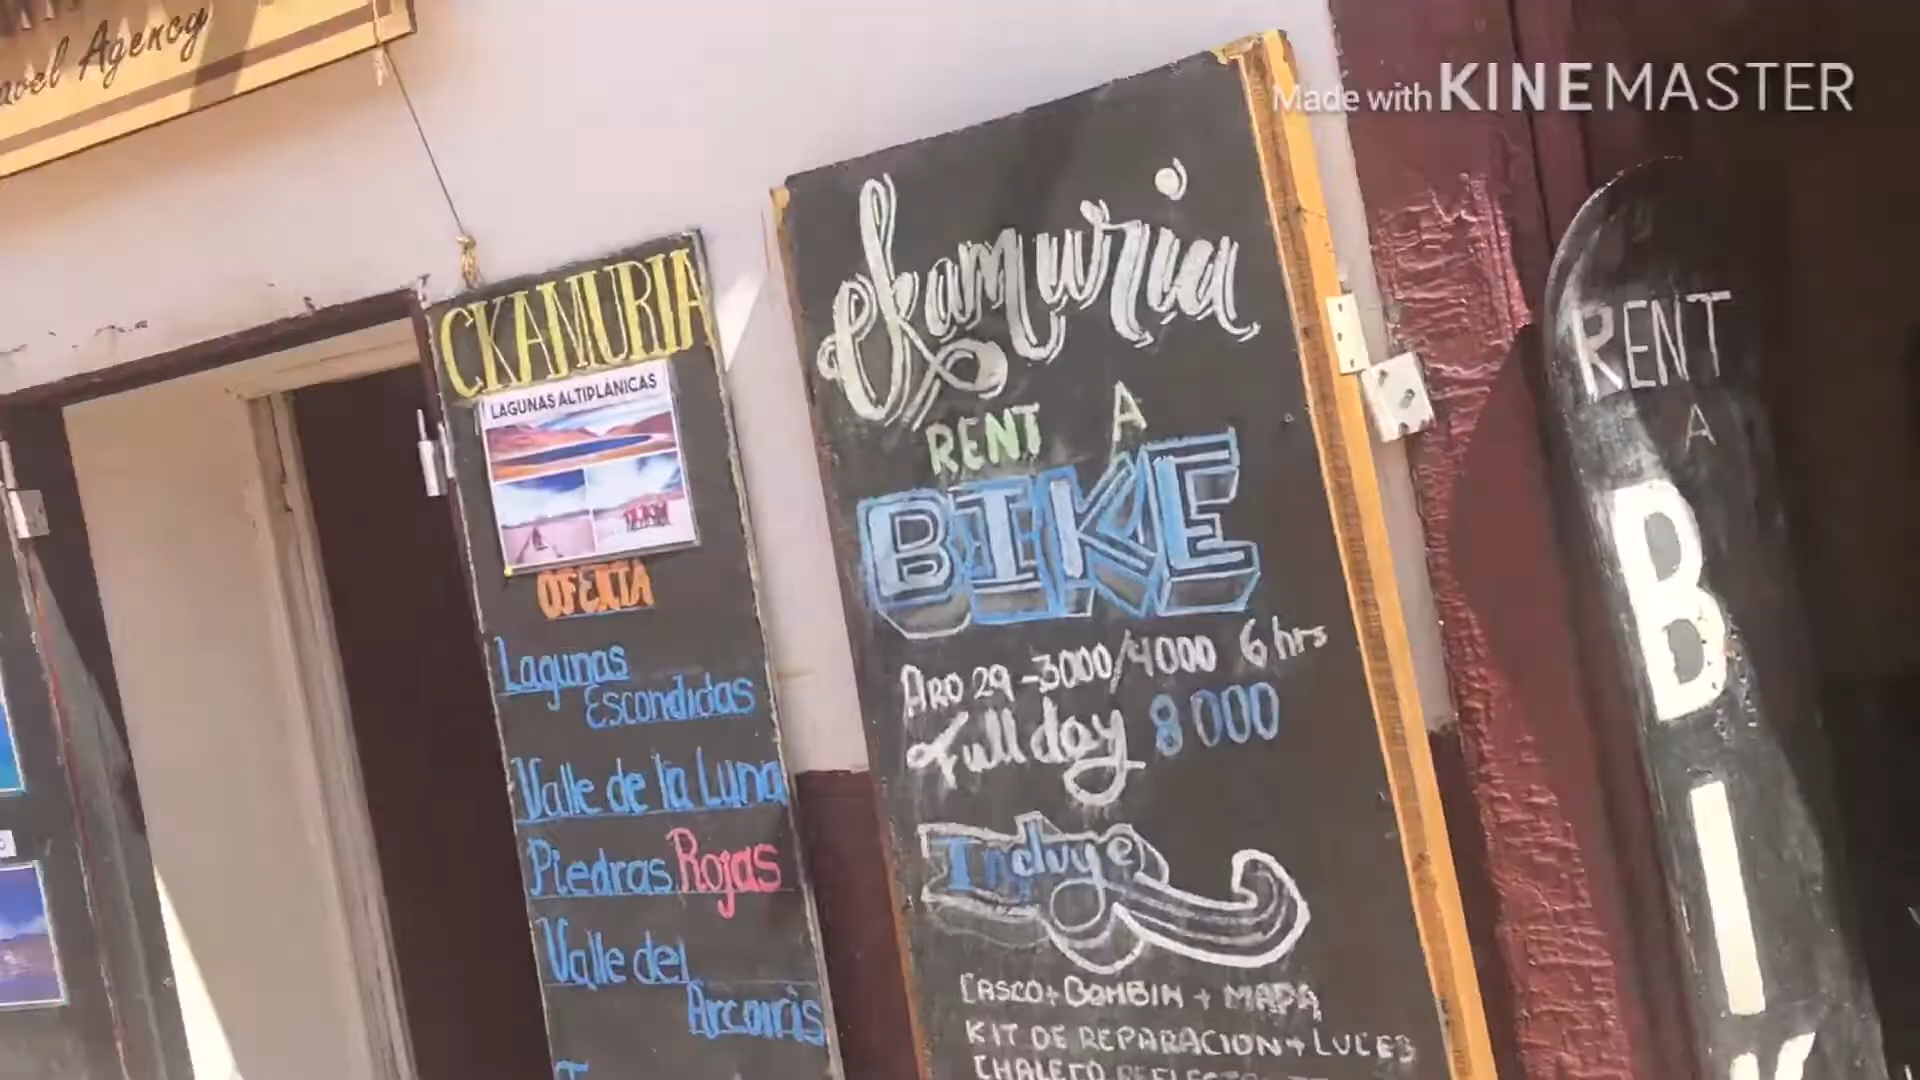 Travel Agency
Made with KINEMASTER
CKAMURIA
LAGUNAS ALTIPLÁNICAS
OFERTA
Lagunas
Escondidas
Valle de la Luna
Piedras Rojas
Valle del
Arcoiris
Ckamuria
RENT A
BIKE
ARO 29 - 3000/4000 6 hrs
Full day 8000
Incluye
CASCO + BOMBIN + MAPA
KIT DE REPARACION + LUCES
CHALECO
RENT
A
BI